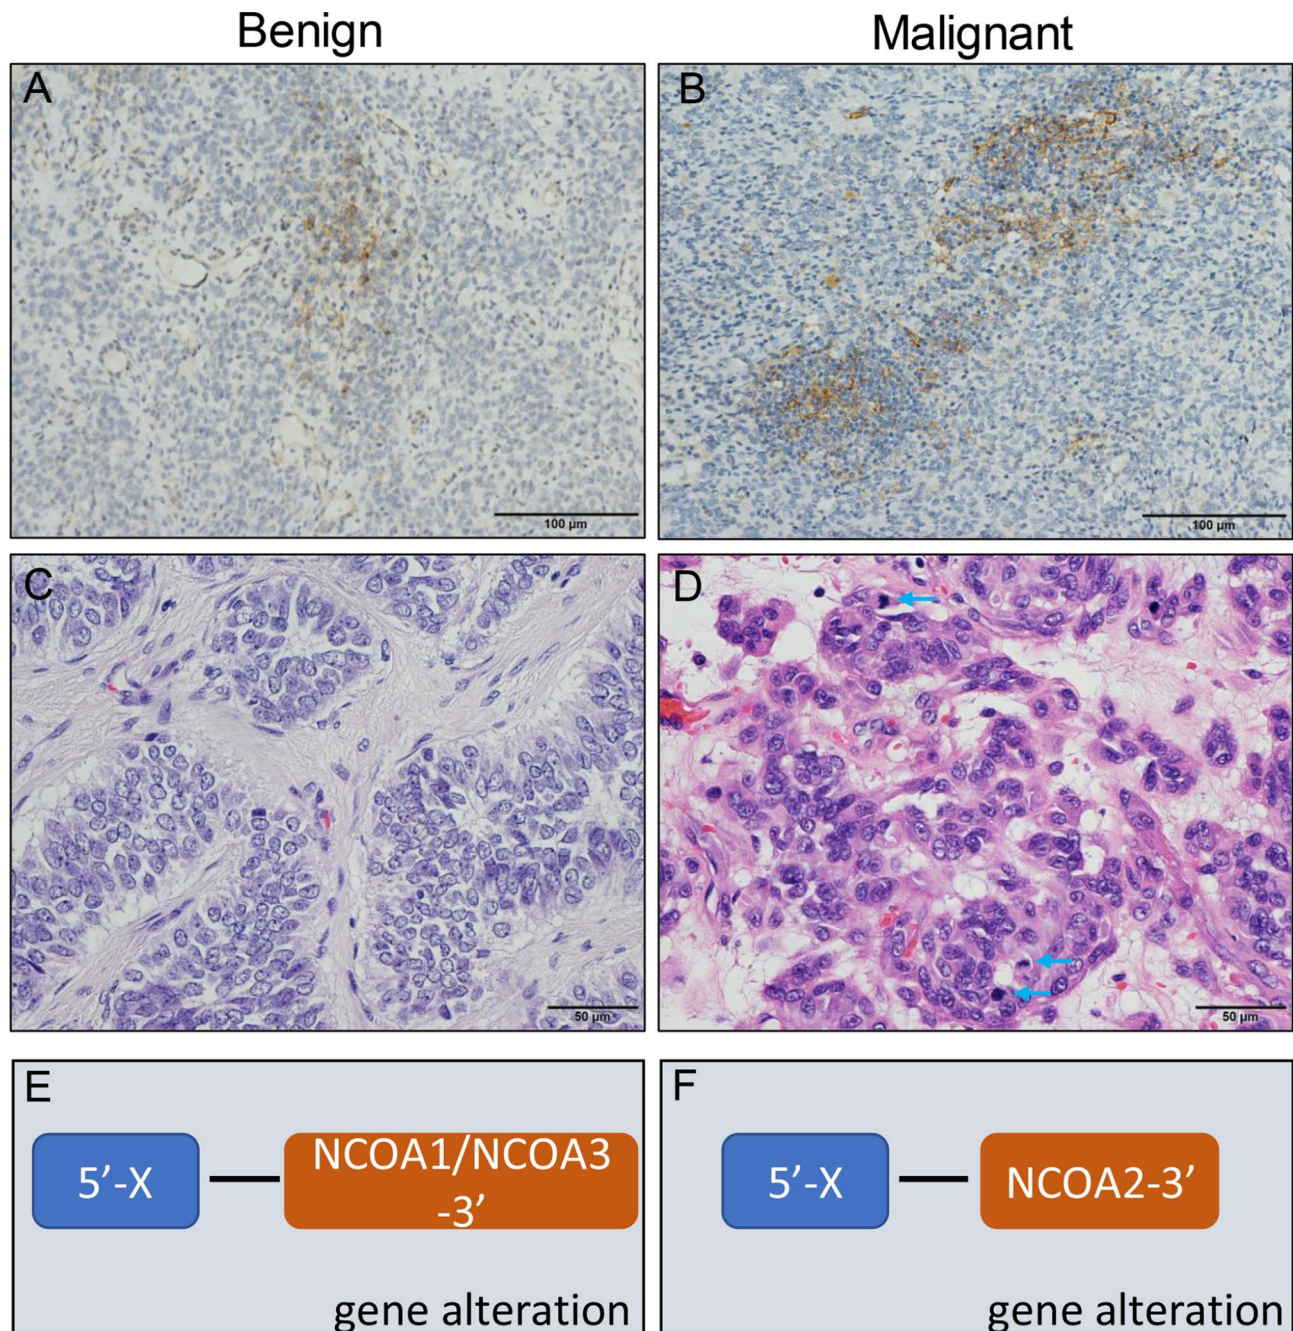 Benign
Malignant
A
B
100 µm
100 µm
C
D
50 µm
50 µm
E
5’-X
NCOA1/NCOA3
-3’
gene alteration
F
5’-X
NCOA2-3’
gene alteration